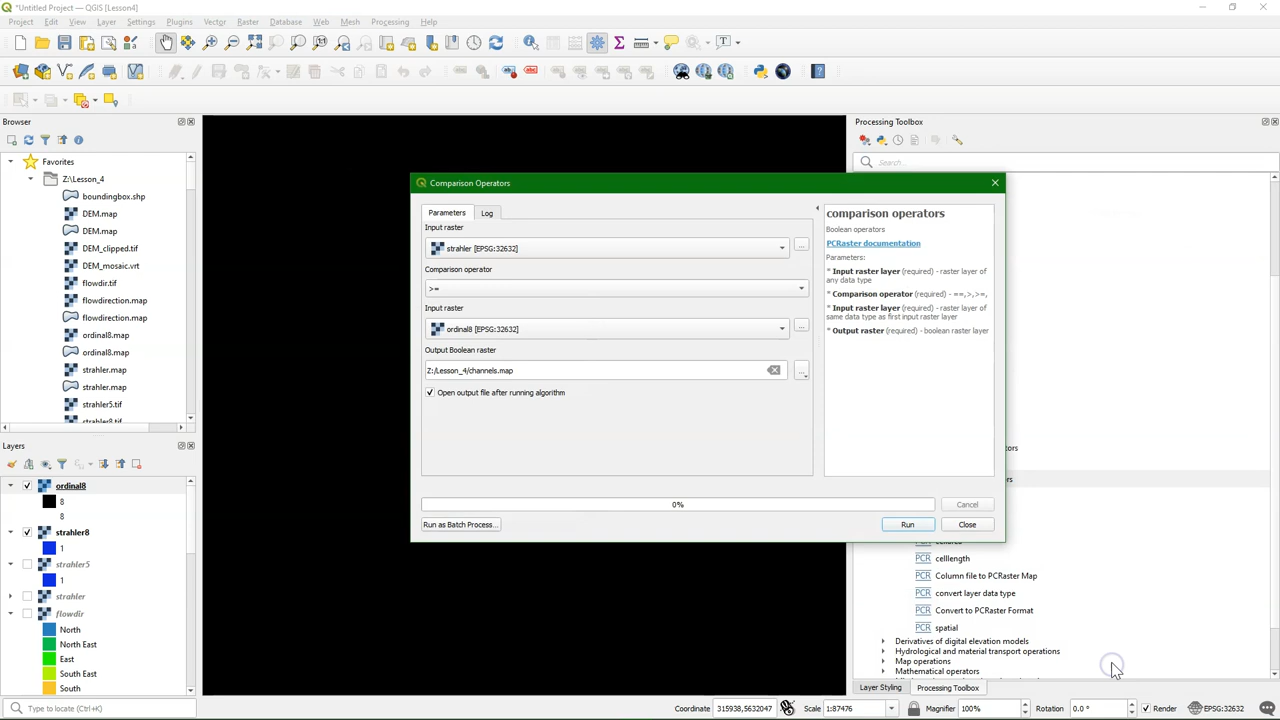 *Untitled Project — QGIS [Lesson4]
Project Edit View Layer Settings Plugins Vector Raster Database Web Mesh Processing Help
Browser
Favorites
Z:\Lesson_4
boundingbox.shp
DEM.map
DEM.map
DEM_clipped.tif
DEM_mosaic.vrt
flowdir.tif
flowdirection.map
flowdirection.map
ordinal8.map
ordinal8.map
strahler.map
strahler.map
strahler5.tif
strahler8.tif
Layers
ordinal8
8
8
strahler8
1
strahler5
1
strahler
flowdir
North
North East
East
South East
South
Comparison Operators
Parameters Log
Input raster
strahler [EPSG:32632]
Comparison operator
>=
Input raster
ordinal8 [EPSG:32632]
Output Boolean raster
Z:/Lesson_4/channels.map
Open output file after running algorithm
comparison operators
Boolean operators
PCRaster documentation
Parameters:
* Input raster layer (required) - raster layer of
any data type
* Comparison operator (required) - ==,>,>=,
* Input raster layer (required) - raster layer of
same data type as first input raster layer
* Output raster (required) - boolean raster layer
0%
Cancel
Run as Batch Process...
Run
Close
Processing Toolbox
Search...
celllength
PCR Column file to PCRaster Map
PCR convert layer data type
PCR Convert to PCRaster Format
PCR spatial
Derivatives of digital elevation models
Hydrological and material transport operations
Map operations
Mathematical operators
Layer Styling Processing Toolbox
Type to locate (Ctrl+K)
Coordinate 315938,5632047 Scale 1:87476 Magnifier 100% Rotation 0.0 ° Render EPSG:32632